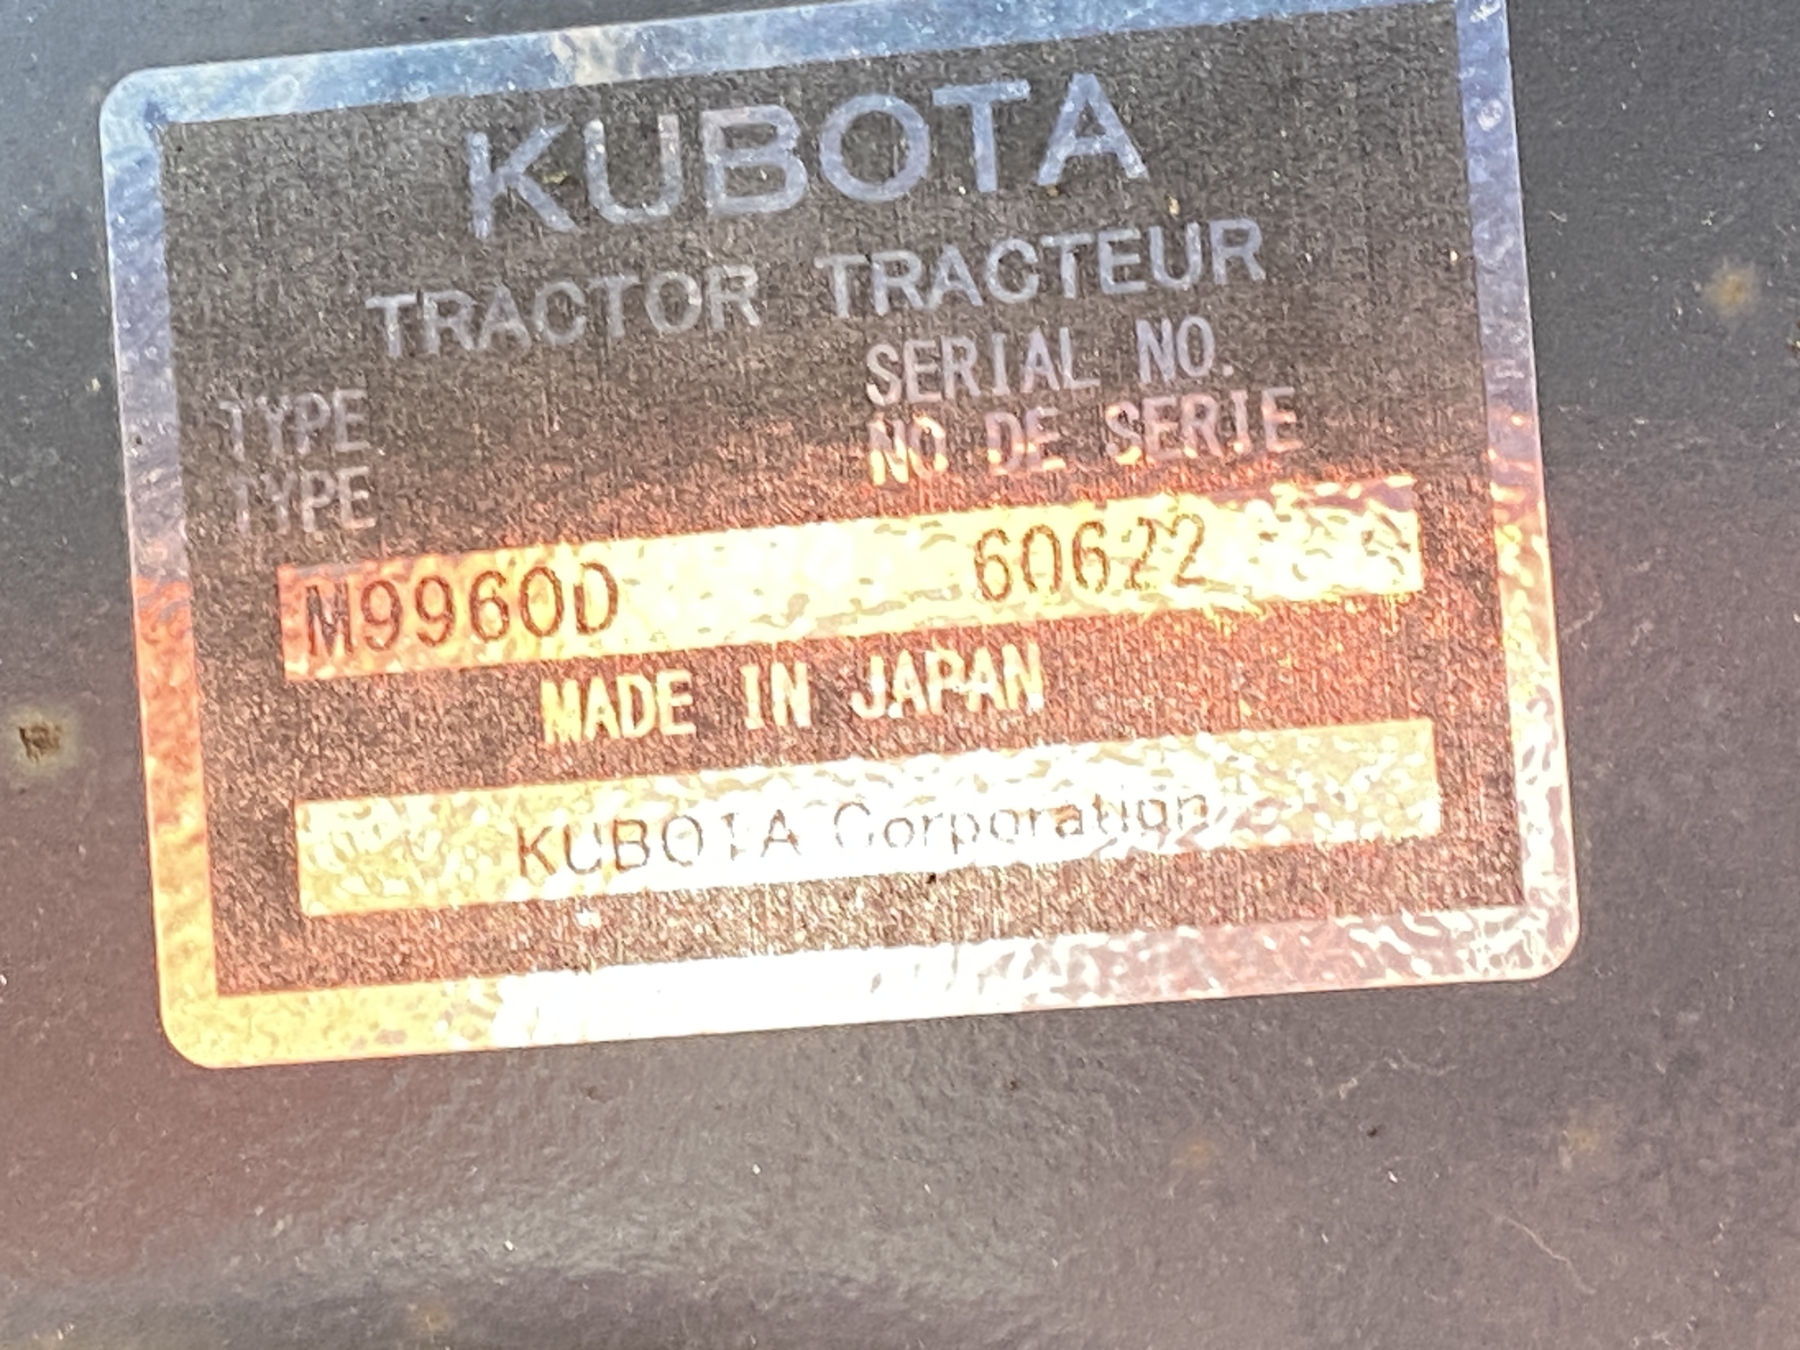 KUBOTA
TRACTOR TRACTEUR
TYPE SERIAL NO.
TYPE NO DE SERIE
M9960D 60622
MADE IN JAPAN
KUBOTA Corporation